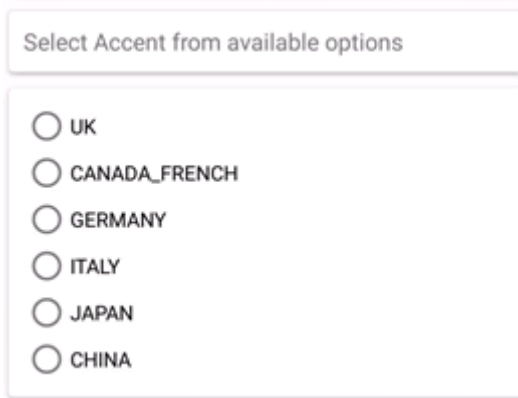 Select Accent from available options
UK
CANADA_FRENCH
GERMANY
ITALY
JAPAN
CHINA